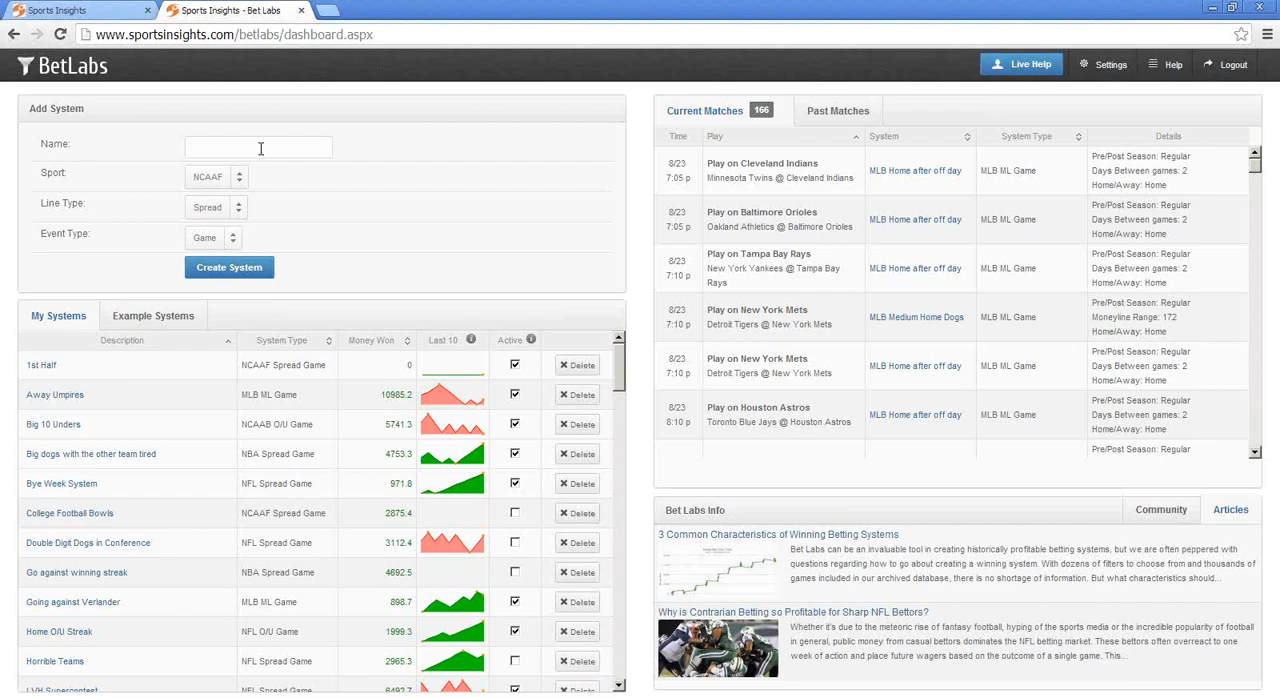 Sports Insights
Sports Insights - Bet Labs
www.sportsinsights.com/betlabs/dashboard.aspx
BetLabs
Live Help
Settings
Help
Logout
Add System
Name:
Sport:
NCAAF
Line Type:
Spread
Event Type:
Game
Create System
My Systems
Example Systems
Description System Type Money Won Last 10 Active
1st Half NCAAF Spread Game 0 Delete
Away Umpires MLB ML Game 10985.2 Delete
Big 10 Unders NCAAB O/U Game 5741.3 Delete
Big dogs with the other team tired NBA Spread Game 4753.3 Delete
Bye Week System NFL Spread Game 971.8 Delete
College Football Bowls NCAAF Spread Game 2875.4 Delete
Double Digit Dogs in Conference NFL Spread Game 3112.4 Delete
Go against winning streak NBA Spread Game 4692.5 Delete
Going against Verlander MLB ML Game 898.7 Delete
Home O/U Streak NFL O/U Game 1999.3 Delete
Horrible Teams NFL Spread Game 2965.3 Delete
LVH Supercontest NFL Spread Game 6492.7 Delete
Current Matches 166
Past Matches
Time Play System System Type Details
8/23
7:05 p
Play on Cleveland Indians
Minnesota Twins @ Cleveland Indians
MLB Home after off day
MLB ML Game
Pre/Post Season: Regular
Days Between games: 2
Home/Away: Home
8/23
7:05 p
Play on Baltimore Orioles
Oakland Athletics @ Baltimore Orioles
MLB Home after off day
MLB ML Game
Pre/Post Season: Regular
Days Between games: 2
Home/Away: Home
8/23
7:10 p
Play on Tampa Bay Rays
New York Yankees @ Tampa Bay
Rays
MLB Home after off day
MLB ML Game
Pre/Post Season: Regular
Days Between games: 2
Home/Away: Home
8/23
7:10 p
Play on New York Mets
Detroit Tigers @ New York Mets
MLB Medium Home Dogs
MLB ML Game
Pre/Post Season: Regular
Moneyline Range: 172
Home/Away: Home
8/23
7:10 p
Play on New York Mets
Detroit Tigers @ New York Mets
MLB Home after off day
MLB ML Game
Pre/Post Season: Regular
Days Between games: 2
Home/Away: Home
8/23
8:10 p
Play on Houston Astros
Toronto Blue Jays @ Houston Astros
MLB Home after off day
MLB ML Game
Pre/Post Season: Regular
Days Between games: 2
Home/Away: Home
Pre/Post Season: Regular
Bet Labs Info
Community
Articles
3 Common Characteristics of Winning Betting Systems
Bet Labs can be an invaluable tool in creating historically profitable betting systems, but we are often peppered with
questions regarding how to go about creating a winning system. With dozens of filters to choose from and thousands of
games included in our archived database, there is no shortage of information. But what characteristics should...
Why is Contrarian Betting so Profitable for Sharp NFL Bettors?
Whether it's due to the meteoric rise of fantasy football, hyping of the sports media or the incredible popularity of football
in general, public money from casual bettors dominates the NFL betting market. These bettors often overreact to one
week of action and place future wagers based on the outcome of a single game. This...